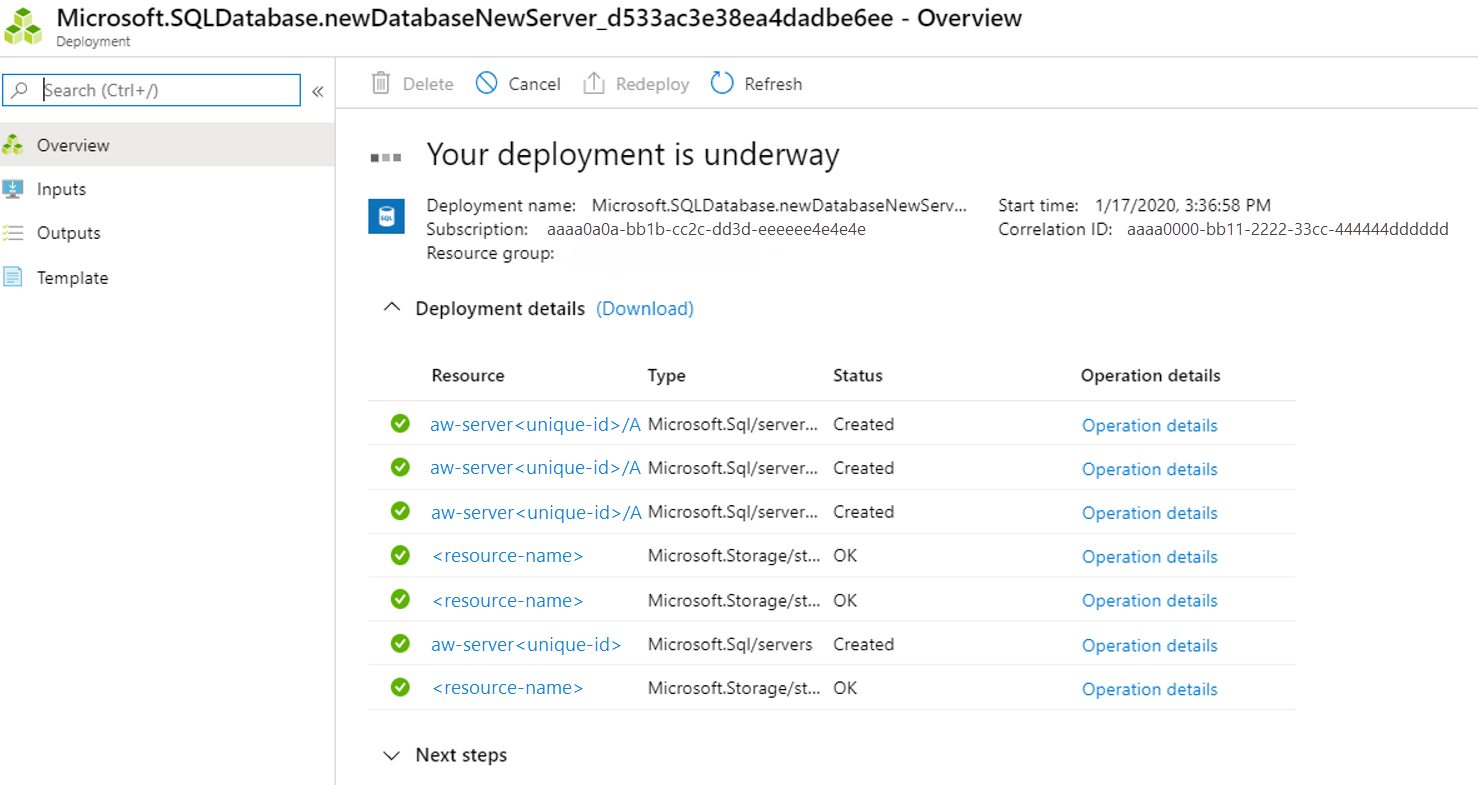 Microsoft.SQLDatabase.newDatabaseNewServer_d533ac3e38ea4dadbe6ee - Overview
Deployment
Search (Ctrl+/)
«
Delete
Cancel
Redeploy
Refresh
Overview
Inputs
Outputs
Template
Your deployment is underway
SQL
Deployment name: Microsoft.SQLDatabase.newDatabaseNewServ...
Start time: 1/17/2020, 3:36:58 PM
Subscription: aaaa0a0a-bb1b-cc2c-dd3d-eeeeee4e4e4e
Correlation ID: aaaa0000-bb11-2222-33cc-444444dddddd
Resource group:
Deployment details (Download)
Resource Type Status Operation details
aw-server<unique-id>/A Microsoft.Sql/server... Created Operation details
aw-server<unique-id>/A Microsoft.Sql/server... Created Operation details
aw-server<unique-id>/A Microsoft.Sql/server... Created Operation details
<resource-name> Microsoft.Storage/st... OK Operation details
<resource-name> Microsoft.Storage/st... OK Operation details
aw-server<unique-id> Microsoft.Sql/servers Created Operation details
<resource-name> Microsoft.Storage/st... OK Operation details
Next steps